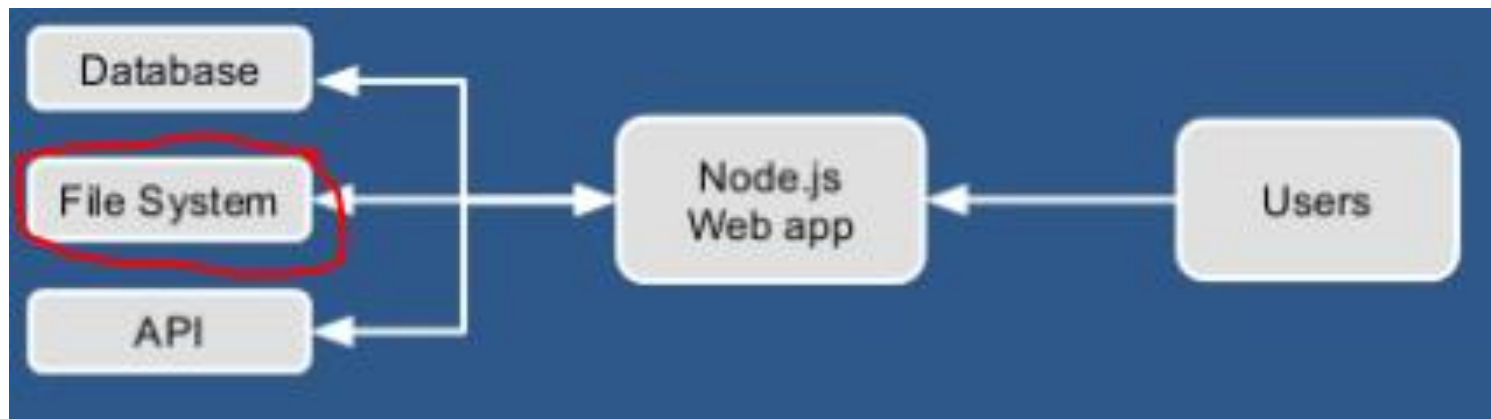 Database
File System
API
Node.js
Web app
Users